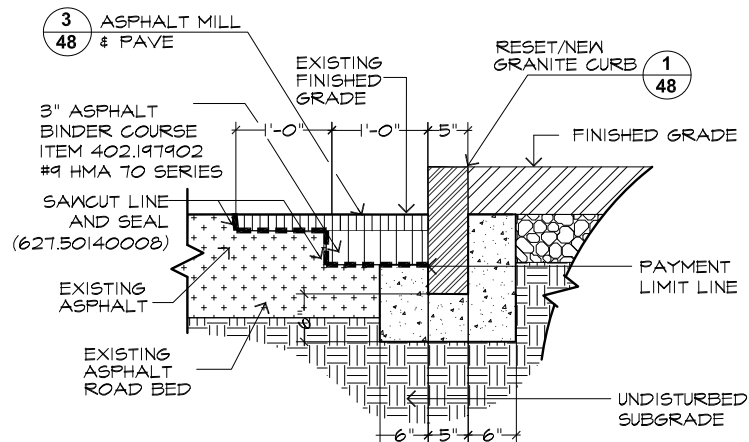 3
48
ASPHALT MILL
& PAVE
EXISTING
FINISHED
GRADE
RESET/NEW
GRANITE CURB
1
48
3" ASPHALT
BINDER COURSE
ITEM 402.197902
#9 HMA 70 SERIES
1'-0"
1'-0"
5"
FINISHED GRADE
SAWCUT LINE
AND SEAL
(627.50140008)
EXISTING
ASPHALT
PAYMENT
LIMIT LINE
6"
EXISTING
ASPHALT
ROAD BED
UNDISTURBED
SUBGRADE
6"
5"
6"